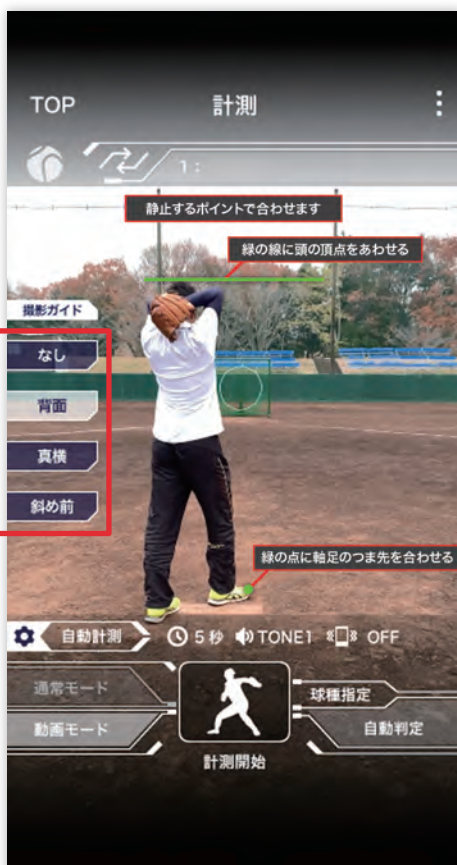 TOP
計測
1:
静止するポイントで合わせます
緑の線に頭の頂点をあわせる
撮影ガイド
なし
背面
真横
斜め前
緑の点に軸足のつま先を合わせる
自動計測
5秒
TONE1
OFF
通常モード
動画モード
計測開始
球種指定
自動判定